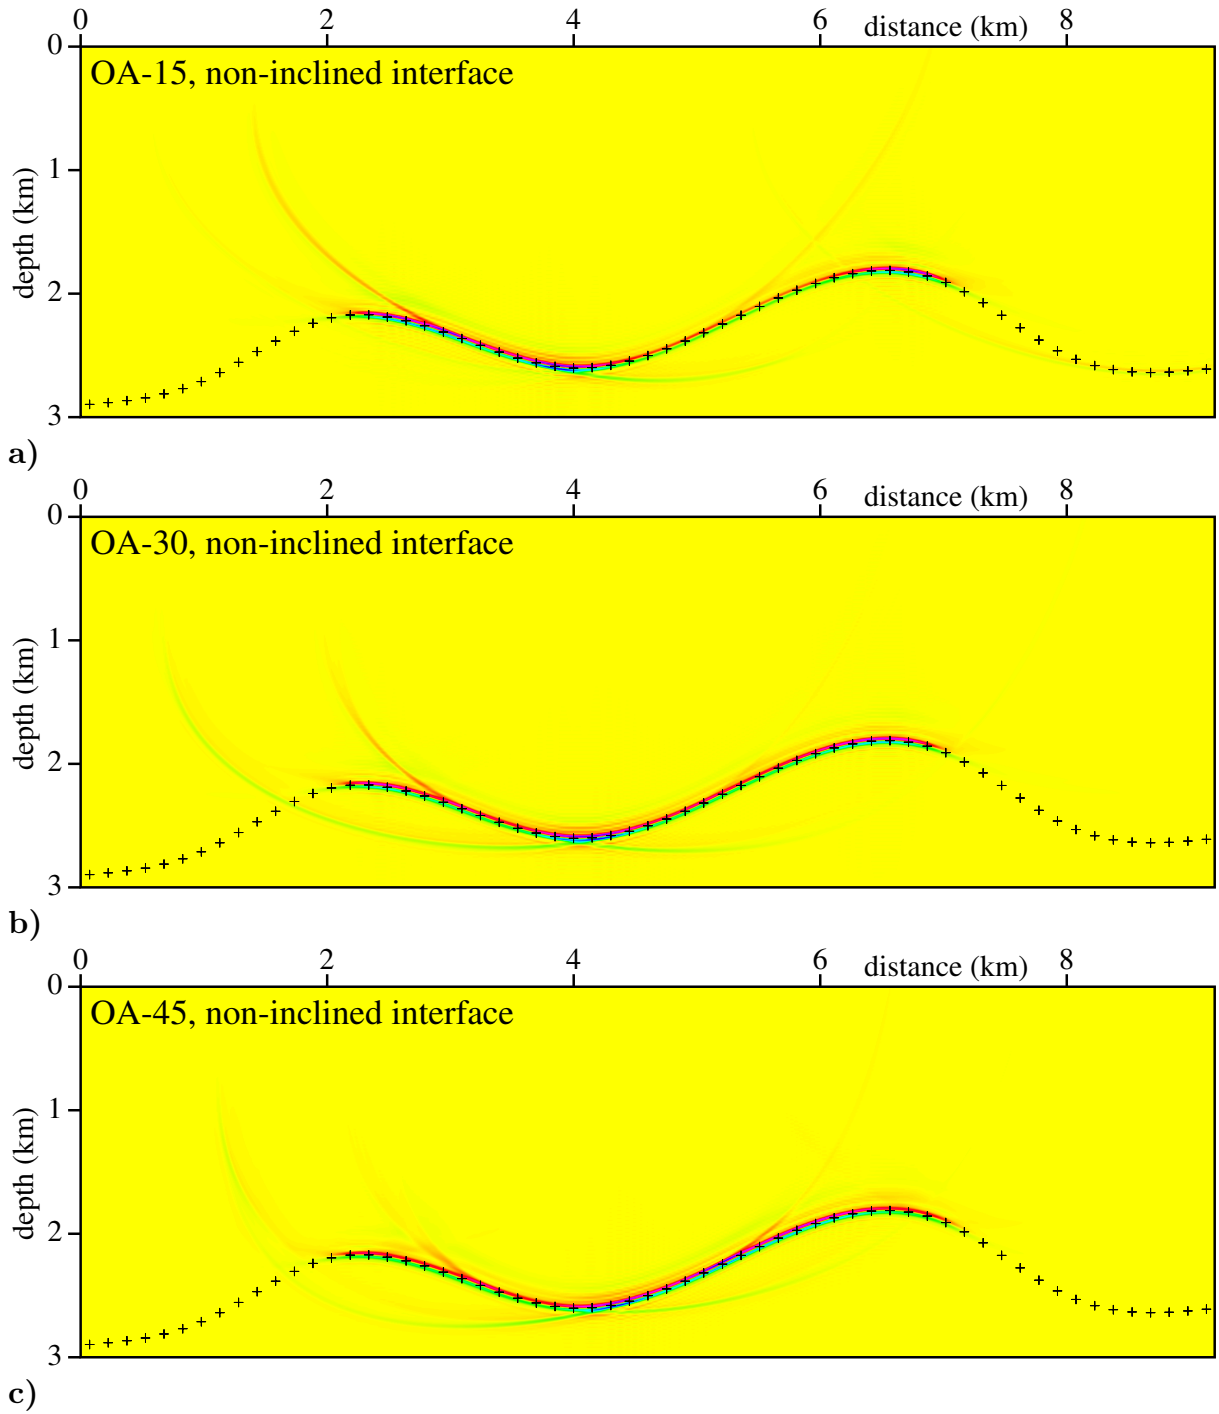 0 2 4 6 distance (km) 8
0
OA-15, non-inclined interface
1
depth (km)
2
3
a)
0 2 4 6 distance (km) 8
0
OA-30, non-inclined interface
1
depth (km)
2
3
b)
0 2 4 6 distance (km) 8
0
OA-45, non-inclined interface
1
depth (km)
2
3
c)